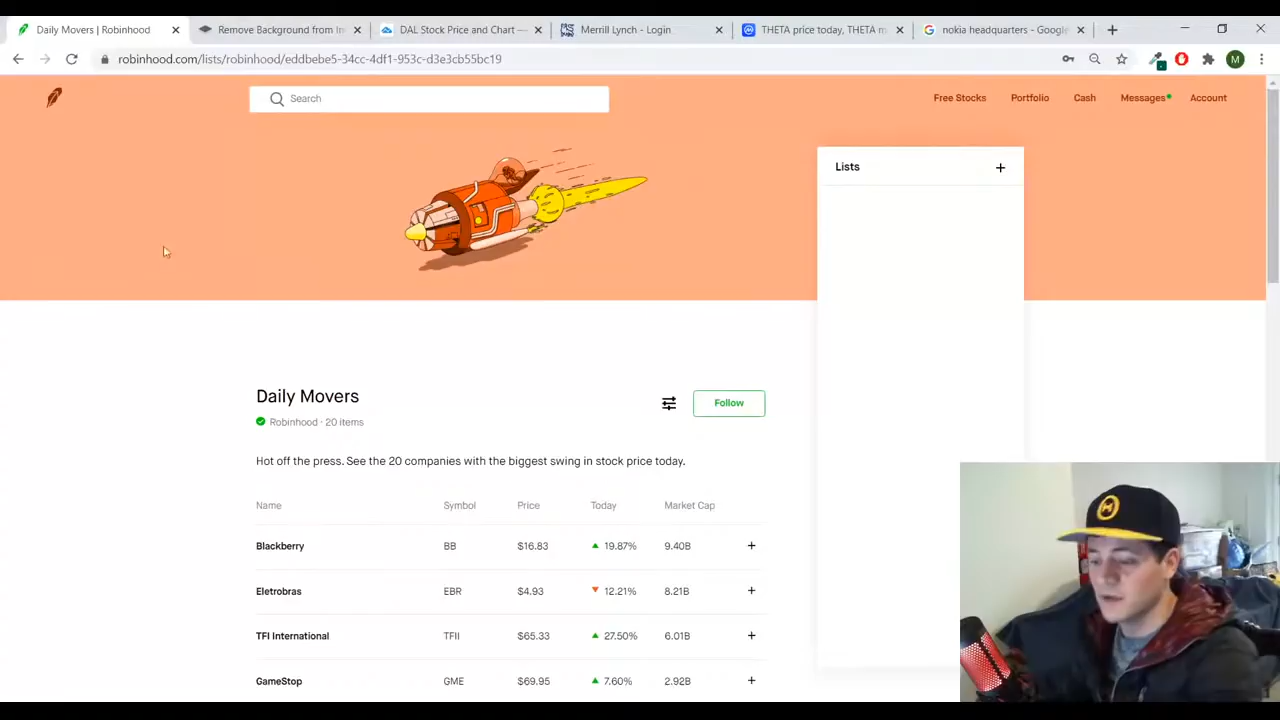 Daily Movers | Robinhood
Remove Background from Im
DAL Stock Price and Chart —
Merrill Lynch - Login
THETA price today, THETA m
nokia headquarters - Google
robinhood.com/lists/robinhood/eddbebe5-34cc-4df1-953c-d3e3cb55bc19
M
Search
Free Stocks
Portfolio
Cash
Messages
Account
Lists
Daily Movers
Follow
Robinhood · 20 items
Hot off the press. See the 20 companies with the biggest swing in stock price today.
Name Symbol Price Today Market Cap
Blackberry BB $16.83 19.87% 9.40B
Eletrobras EBR $4.93 12.21% 8.21B
TFI International TFII $65.33 27.50% 6.01B
GameStop GME $69.95 7.60% 2.92B